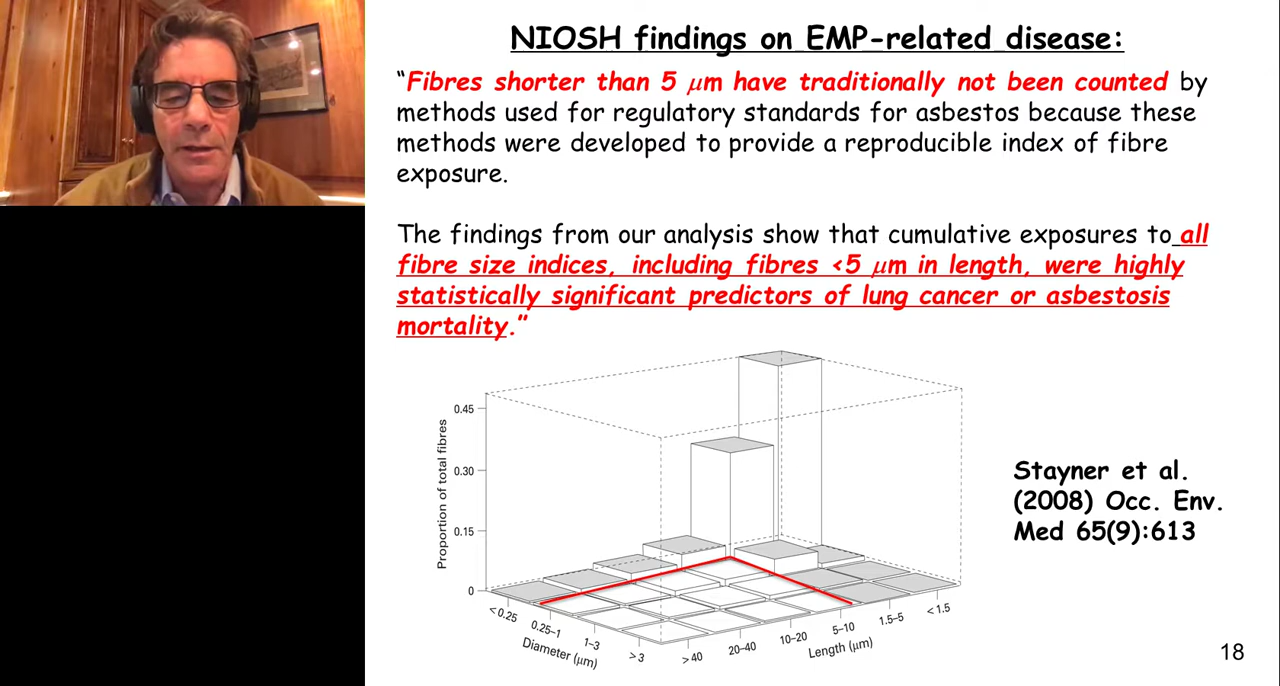 NIOSH findings on EMP-related disease:
“Fibres shorter than 5 μm have traditionally not been counted by
methods used for regulatory standards for asbestos because these
methods were developed to provide a reproducible index of fibre
exposure.
The findings from our analysis show that cumulative exposures to all
fibre size indices, including fibres <5 μm in length, were highly
statistically significant predictors of lung cancer or asbestosis
mortality.”
Proportion of total fibres
0.45
0.30
0.15
0
< 0.25
0.25–1
1–3
> 3
Diameter (μm)
> 40
20–40
10–20
5–10
1.5–5
< 1.5
Length (μm)
Stayner et al.
(2008) Occ. Env.
Med 65(9):613
18